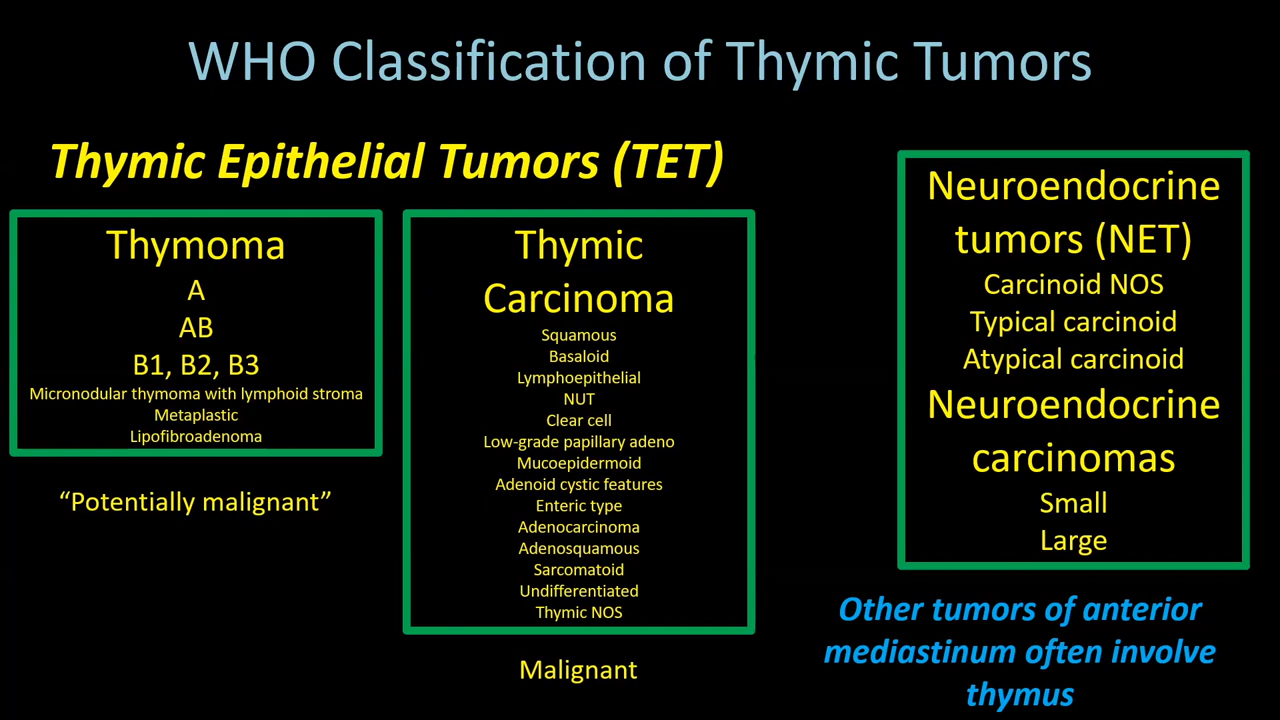 WHO Classification of Thymic Tumors
Thymic Epithelial Tumors (TET)
Thymoma
A
AB
B1, B2, B3
Micronodular thymoma with lymphoid stroma
Metaplastic
Lipofibroadenoma
“Potentially malignant”
Thymic
Carcinoma
Squamous
Basaloid
Lymphoepithelial
NUT
Clear cell
Low-grade papillary adeno
Mucoepidermoid
Adenoid cystic features
Enteric type
Adenocarcinoma
Adenosquamous
Sarcomatoid
Undifferentiated
Thymic NOS
Malignant
Neuroendocrine
tumors (NET)
Carcinoid NOS
Typical carcinoid
Atypical carcinoid
Neuroendocrine
carcinomas
Small
Large
Other tumors of anterior
mediastinum often involve
thymus